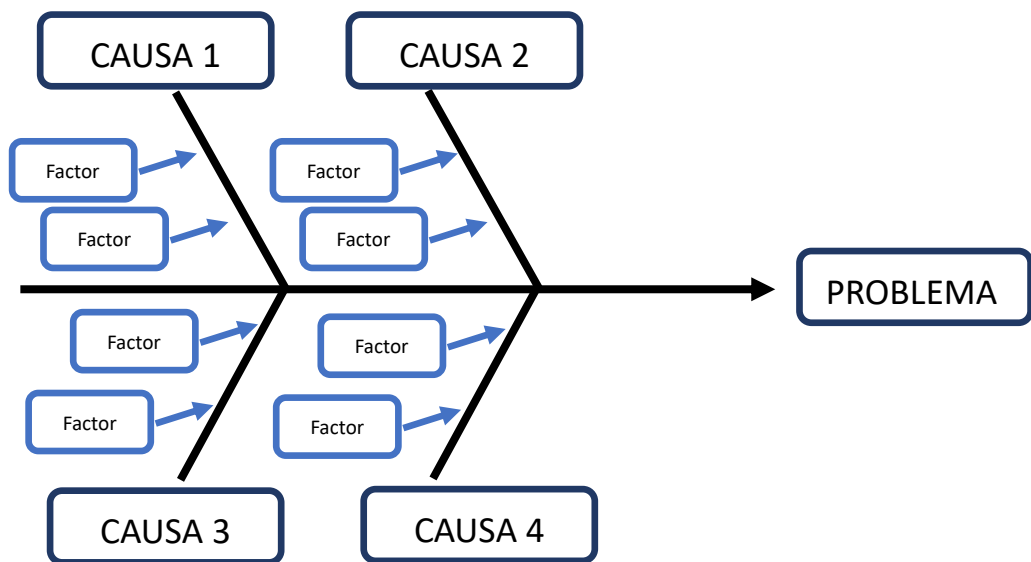 CAUSA 1
CAUSA 2
Factor
Factor
Factor
Factor
PROBLEMA
Factor
Factor
Factor
Factor
CAUSA 3
CAUSA 4